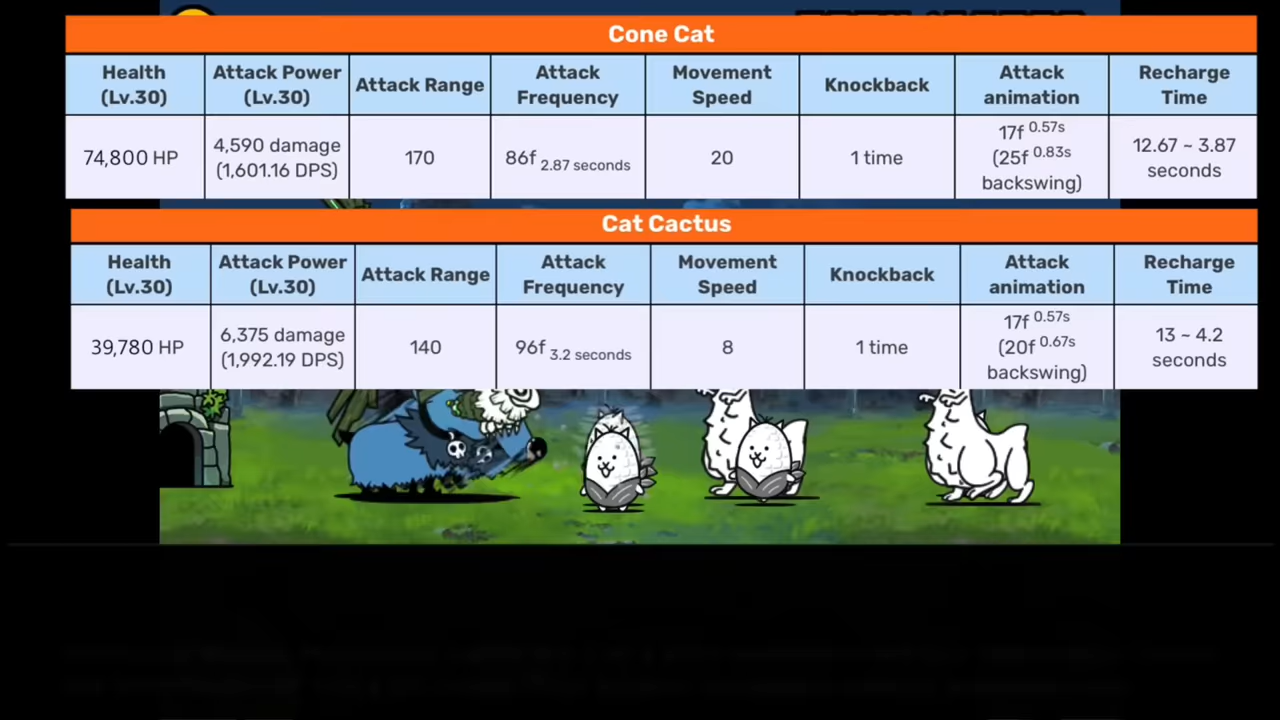 Cone Cat
Health (Lv.30) Attack Power (Lv.30) Attack Range Attack Frequency Movement Speed Knockback Attack animation Recharge Time
74,800 HP 4,590 damage (1,601.16 DPS) 170 86f 2.87 seconds 20 1 time 17f 0.57s (25f 0.83s backswing) 12.67 ~ 3.87 seconds
Cat Cactus
Health (Lv.30) Attack Power (Lv.30) Attack Range Attack Frequency Movement Speed Knockback Attack animation Recharge Time
39,780 HP 6,375 damage (1,992.19 DPS) 140 96f 3.2 seconds 8 1 time 17f 0.57s (20f 0.67s backswing) 13 ~ 4.2 seconds